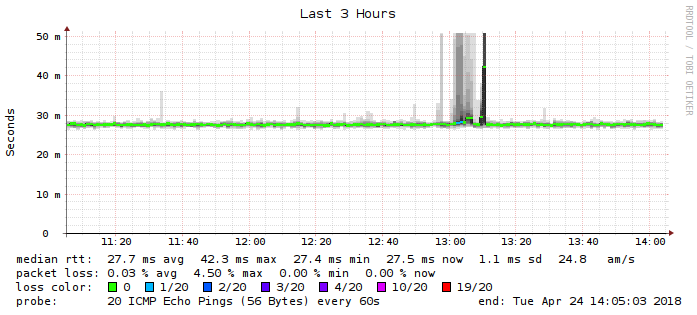 Last 3 Hours
RRDTOOL / TOBI OETIKER
Seconds
50 m
40 m
30 m
20 m
10 m
0
11:20 11:40 12:00 12:20 12:40 13:00 13:20 13:40 14:00
median rtt: 27.7 ms avg 42.3 ms max 27.4 ms min 27.5 ms now 1.1 ms sd 24.8 am/s
packet loss: 0.03 % avg 4.50 % max 0.00 % min 0.00 % now
loss color: 0 1/20 2/20 3/20 4/20 10/20 19/20
probe: 20 ICMP Echo Pings (56 Bytes) every 60s end: Tue Apr 24 14:05:03 2018